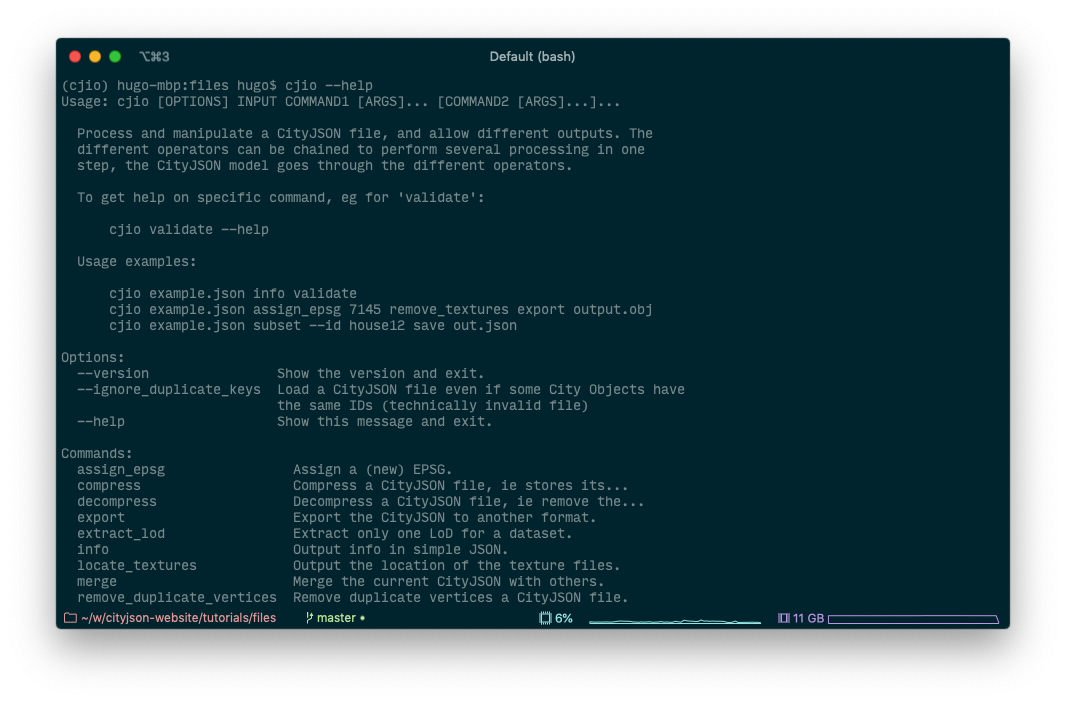 ⌥⌘3 Default (bash)
(cjio) hugo-mbp:files hugo$ cjio --help
Usage: cjio [OPTIONS] INPUT COMMAND1 [ARGS]... [COMMAND2 [ARGS]...]...
Process and manipulate a CityJSON file, and allow different outputs. The
different operators can be chained to perform several processing in one
step, the CityJSON model goes through the different operators.
To get help on specific command, eg for 'validate':
cjio validate --help
Usage examples:
cjio example.json info validate
cjio example.json assign_epsg 7145 remove_textures export output.obj
cjio example.json subset --id house12 save out.json
Options:
--version Show the version and exit.
--ignore_duplicate_keys Load a CityJSON file even if some City Objects have
the same IDs (technically invalid file)
--help Show this message and exit.
Commands:
assign_epsg Assign a (new) EPSG.
compress Compress a CityJSON file, ie stores its...
decompress Decompress a CityJSON file, ie remove the...
export Export the CityJSON to another format.
extract_lod Extract only one LoD for a dataset.
info Output info in simple JSON.
locate_textures Output the location of the texture files.
merge Merge the current CityJSON with others.
remove_duplicate_vertices Remove duplicate vertices a CityJSON file.
~/w/cityjson-website/tutorials/files master • 6% 11 GB